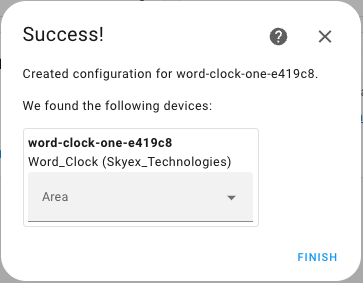 Success!
Created configuration for word-clock-one-e419c8.
We found the following devices:
word-clock-one-e419c8
Word_Clock (Skyex_Technologies)
Area
FINISH